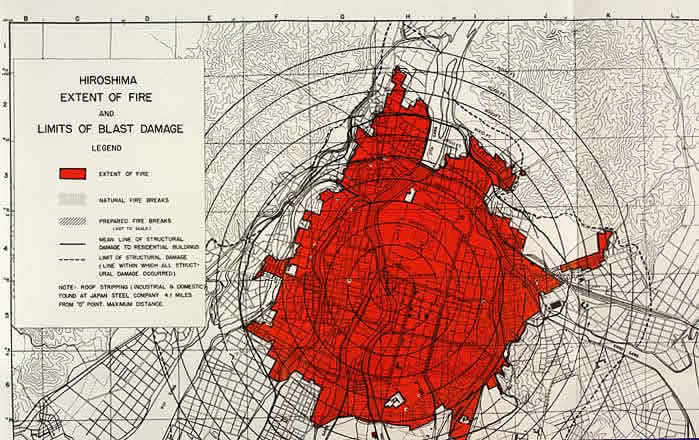 B C D E F G H I J K L
1
2
3
4
5
6
HIROSHIMA
EXTENT OF FIRE
AND
LIMITS OF BLAST DAMAGE
LEGEND
EXTENT OF FIRE
NATURAL FIRE BREAKS
PREPARED FIRE BREAKS
(NOT TO SCALE)
MEAN LINE OF STRUCTURAL
DAMAGE TO RESIDENTIAL BUILDINGS
LIMIT OF STRUCTURAL DAMAGE
(LINE WITHIN WHICH ALL STRUCT-
URAL DAMAGE OCCURRED)
NOTE: ROOF STRIPPING (INDUSTRIAL & DOMESTIC)
FOUND AT JAPAN STEEL COMPANY 4.1 MILES
FROM "O" POINT. MAXIMUM DISTANCE.